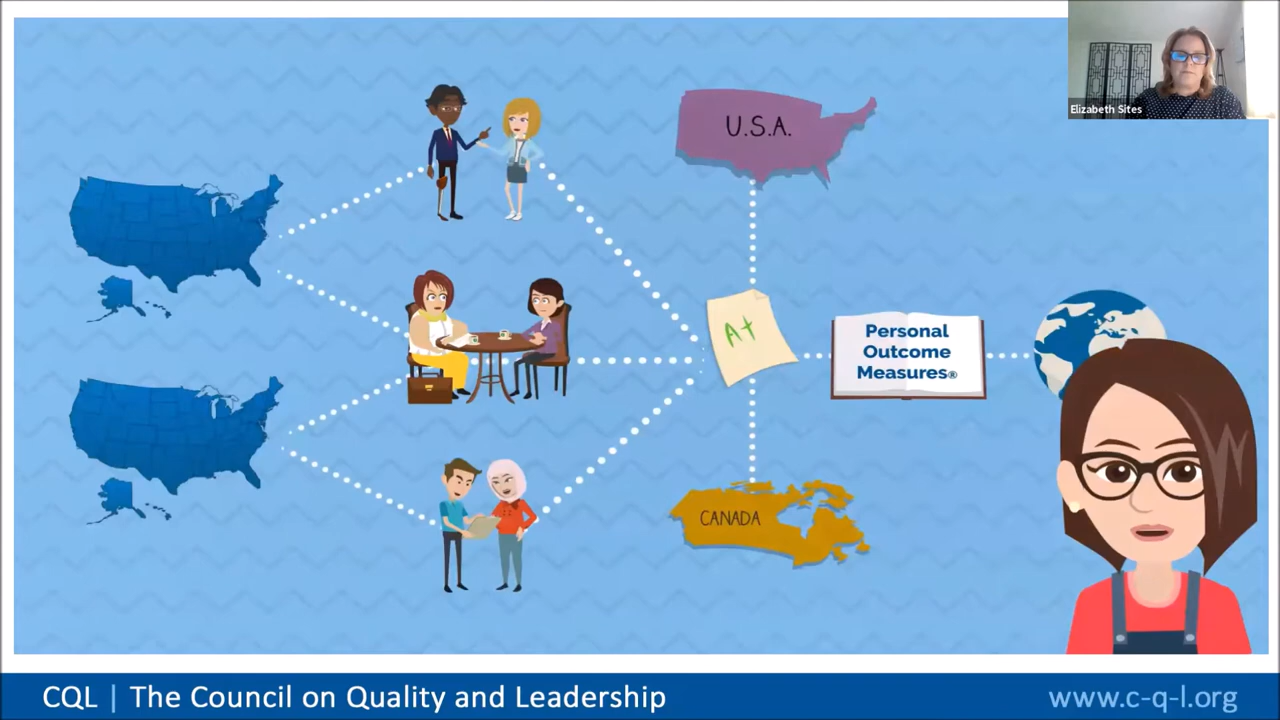 Elizabeth Sites
U.S.A.
A+
Personal
Outcome
Measures®
CANADA
CQL | The Council on Quality and Leadership
www.c-q-l.org